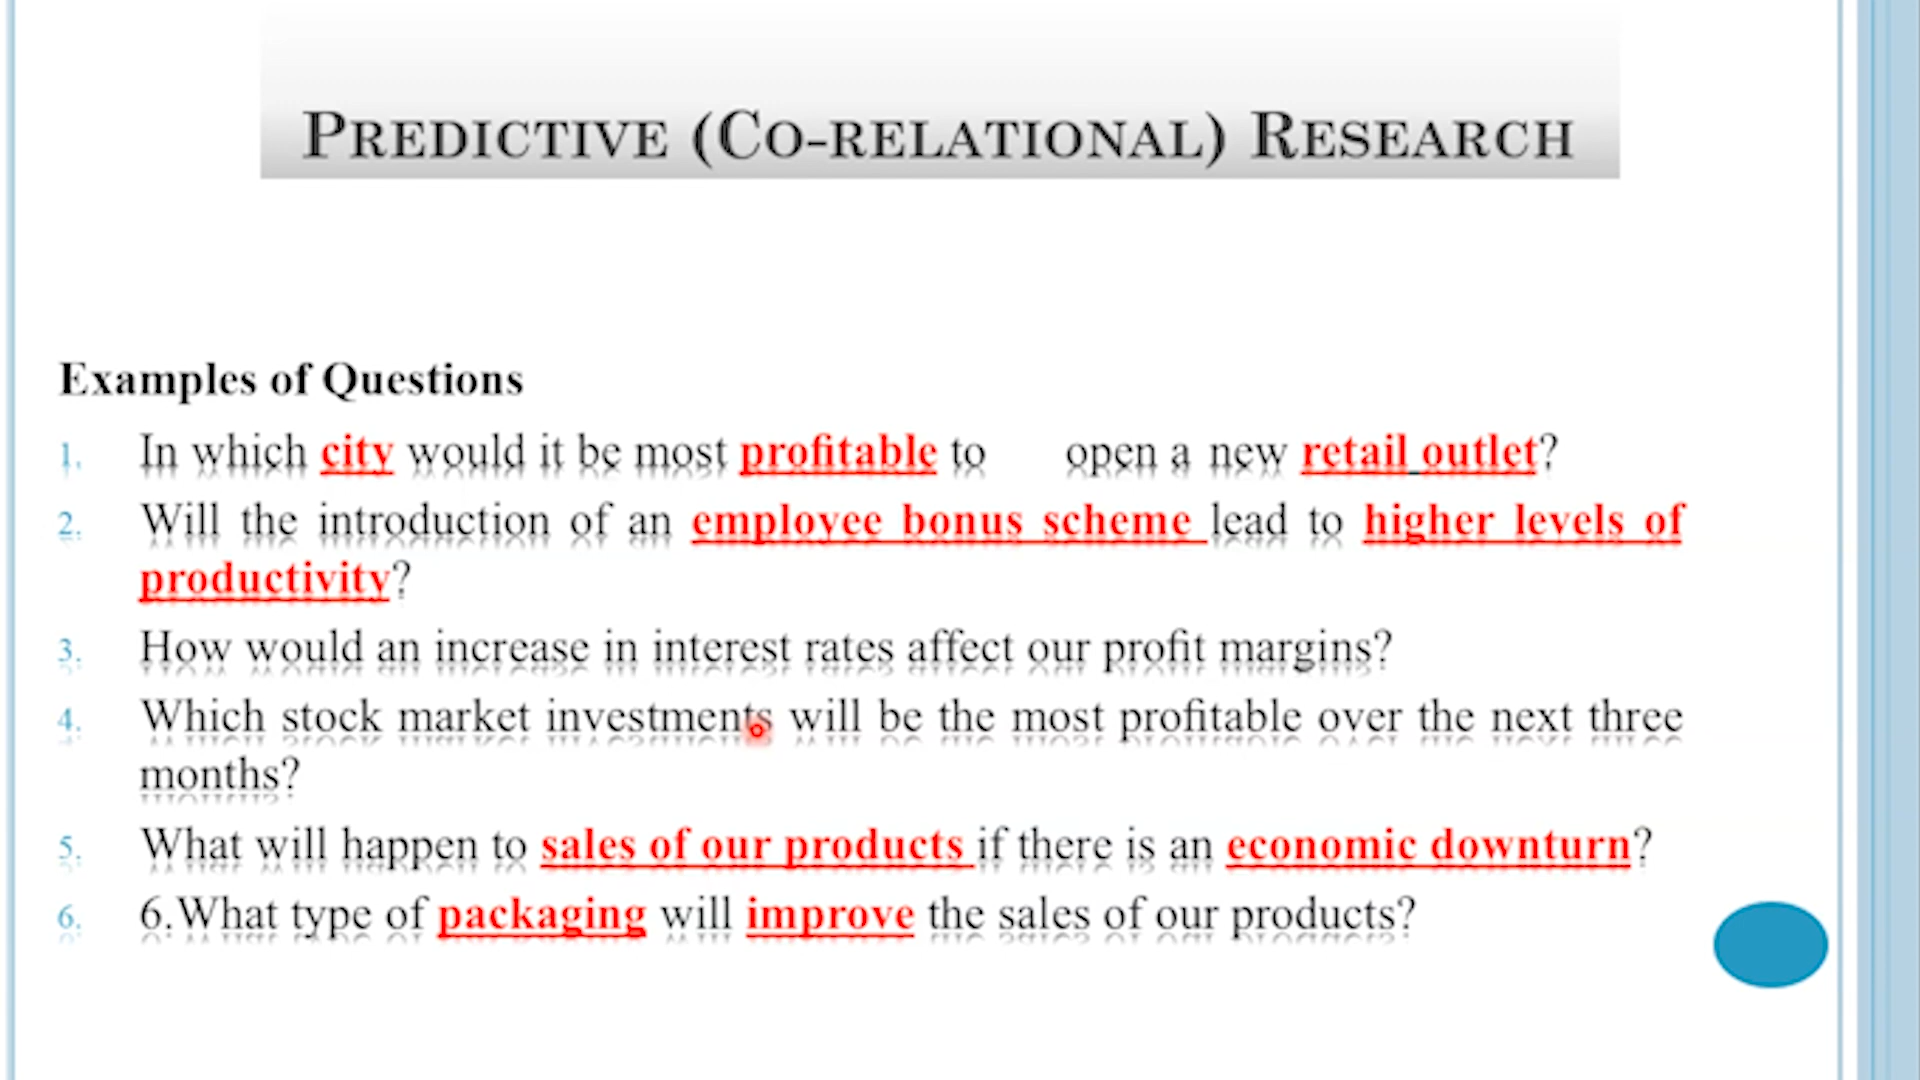 PREDICTIVE (CO-RELATIONAL) RESEARCH
Examples of Questions
1. In which city would it be most profitable to open a new retail outlet?
2. Will the introduction of an employee bonus scheme lead to higher levels of
productivity?
3. How would an increase in interest rates affect our profit margins?
4. Which stock market investments will be the most profitable over the next three
months?
5. What will happen to sales of our products if there is an economic downturn?
6. 6.What type of packaging will improve the sales of our products?